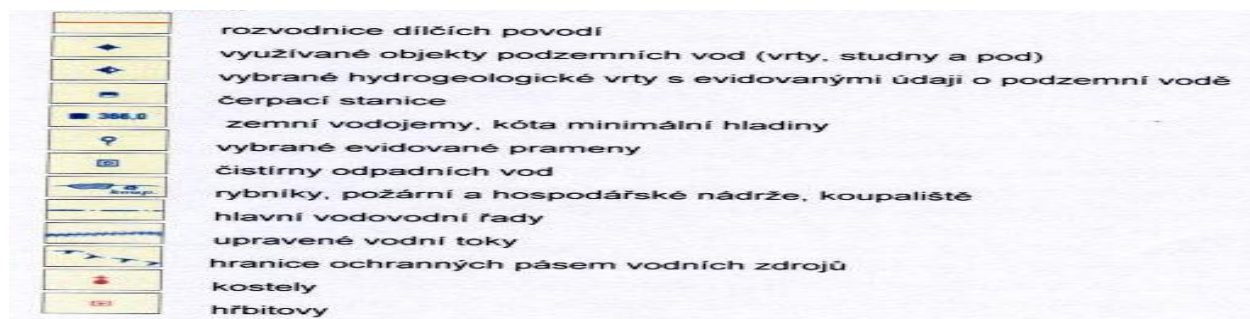 rozvodnice dílčích povodí
využívané objekty podzemních vod (vrty, studny a pod)
vybrané hydrogeologické vrty s evidovanými údaji o podzemní vodě
čerpací stanice
366,0 zemní vodojemy, kóta minimální hladiny
vybrané evidované prameny
čistírny odpadních vod
koup. rybníky, požární a hospodářské nádrže, koupaliště
hlavní vodovodní řady
upravené vodní toky
hranice ochranných pásem vodních zdrojů
kostely
hřbitovy